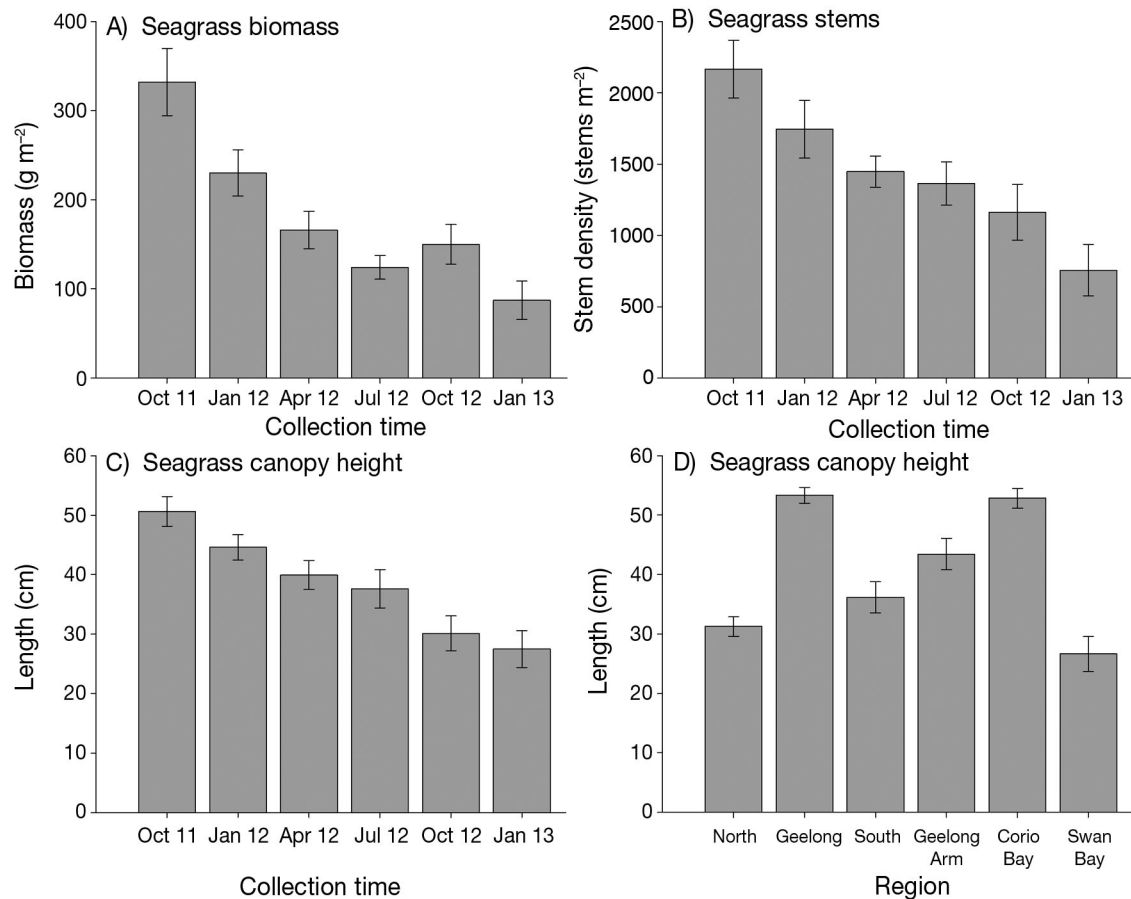 A) Seagrass biomass
400
300
200
100
0
Biomass (g m⁻²)
Oct 11 Jan 12 Apr 12 Jul 12 Oct 12 Jan 13
Collection time
B) Seagrass stems
2500
2000
1500
1000
500
0
Stem density (stems m⁻²)
Oct 11 Jan 12 Apr 12 Jul 12 Oct 12 Jan 13
Collection time
C) Seagrass canopy height
60
50
40
30
20
10
0
Length (cm)
Oct 11 Jan 12 Apr 12 Jul 12 Oct 12 Jan 13
Collection time
D) Seagrass canopy height
60
50
40
30
20
10
0
Length (cm)
North Geelong South Geelong Corio Swan
Arm Bay Bay
Region